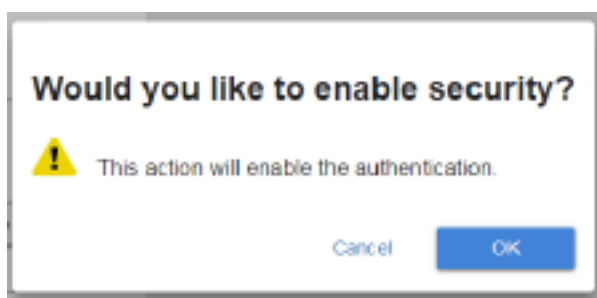 Would you like to enable security?
This action will enable the authentication.
Cancel OK